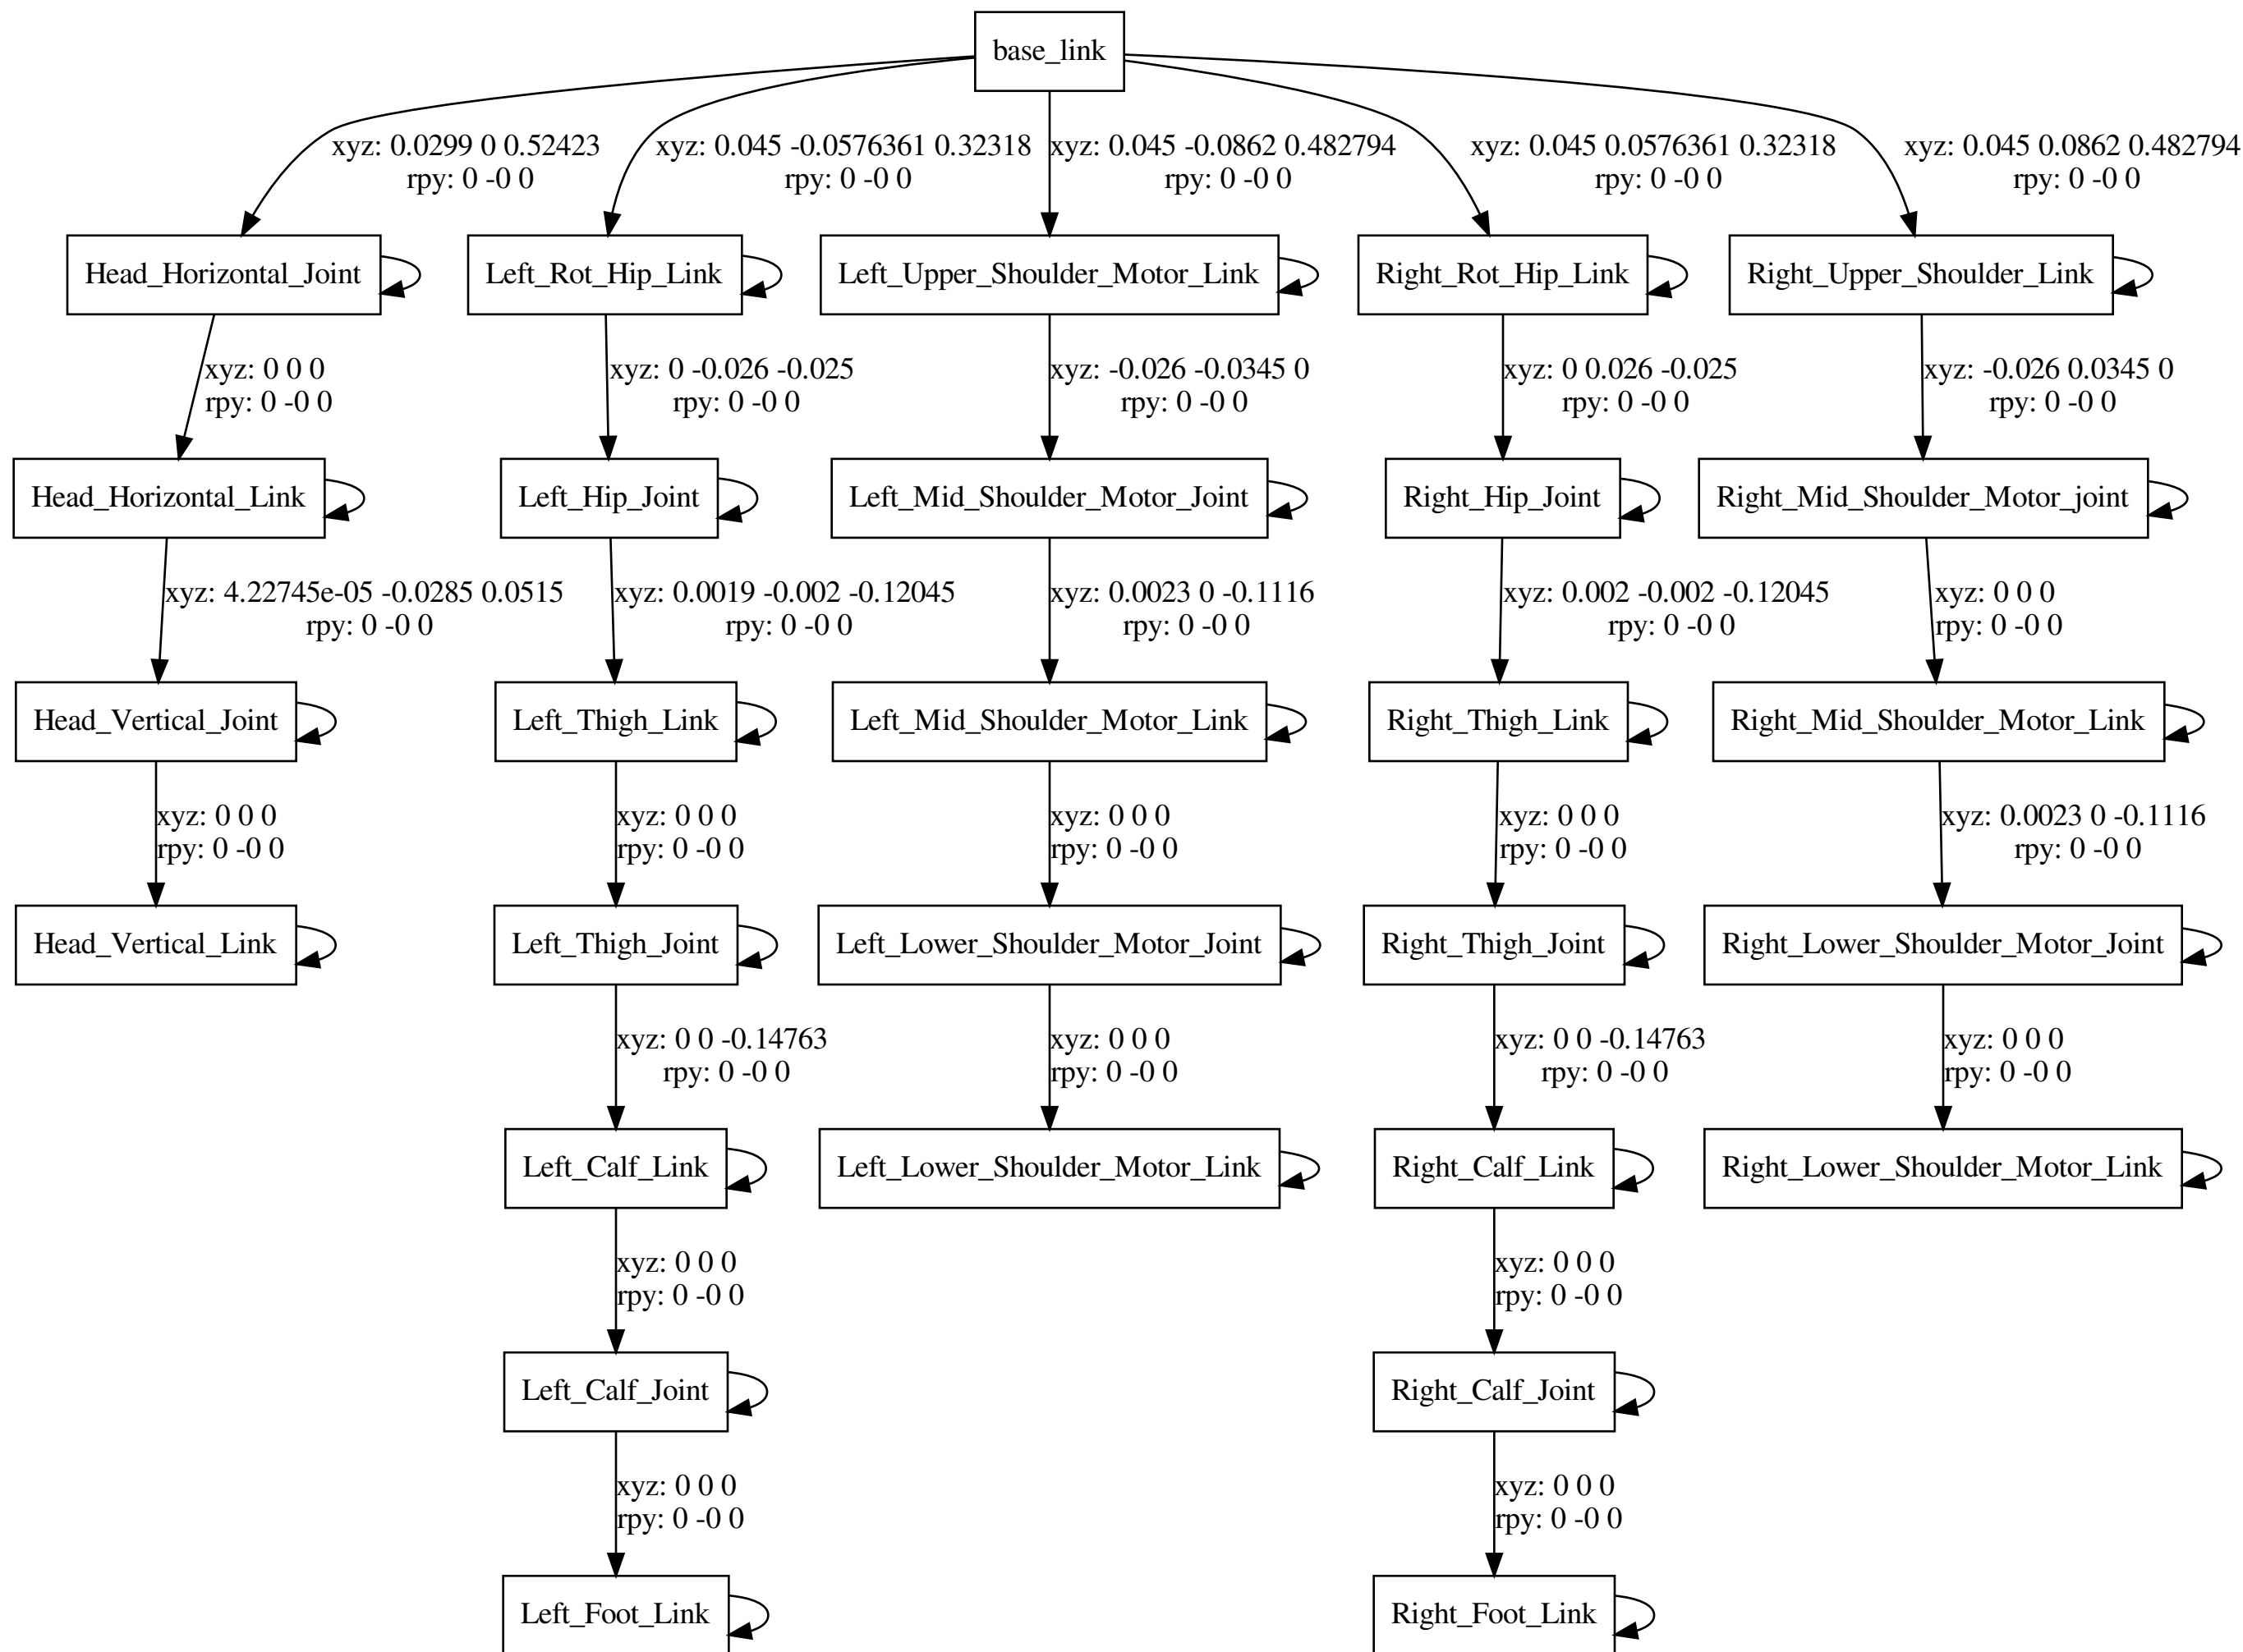 base_link
xyz: 0.0299 0 0.52423
rpy: 0 -0 0
xyz: 0.045 -0.0576361 0.32318
rpy: 0 -0 0
xyz: 0.045 -0.0862 0.482794
rpy: 0 -0 0
xyz: 0.045 0.0576361 0.32318
rpy: 0 -0 0
xyz: 0.045 0.0862 0.482794
rpy: 0 -0 0
Head_Horizontal_Joint
Left_Rot_Hip_Link
Left_Upper_Shoulder_Motor_Link
Right_Rot_Hip_Link
Right_Upper_Shoulder_Link
xyz: 0 0 0
rpy: 0 -0 0
xyz: 0 -0.026 -0.025
rpy: 0 -0 0
xyz: -0.026 -0.0345 0
rpy: 0 -0 0
xyz: 0 0.026 -0.025
rpy: 0 -0 0
xyz: -0.026 0.0345 0
rpy: 0 -0 0
Head_Horizontal_Link
Left_Hip_Joint
Left_Mid_Shoulder_Motor_Joint
Right_Hip_Joint
Right_Mid_Shoulder_Motor_joint
xyz: 4.22745e-05 -0.0285 0.0515
rpy: 0 -0 0
xyz: 0.0019 -0.002 -0.12045
rpy: 0 -0 0
xyz: 0.0023 0 -0.1116
rpy: 0 -0 0
xyz: 0.002 -0.002 -0.12045
rpy: 0 -0 0
xyz: 0 0 0
rpy: 0 -0 0
Head_Vertical_Joint
Left_Thigh_Link
Left_Mid_Shoulder_Motor_Link
Right_Thigh_Link
Right_Mid_Shoulder_Motor_Link
xyz: 0 0 0
rpy: 0 -0 0
xyz: 0 0 0
rpy: 0 -0 0
xyz: 0 0 0
rpy: 0 -0 0
xyz: 0 0 0
rpy: 0 -0 0
xyz: 0.0023 0 -0.1116
rpy: 0 -0 0
Head_Vertical_Link
Left_Thigh_Joint
Left_Lower_Shoulder_Motor_Joint
Right_Thigh_Joint
Right_Lower_Shoulder_Motor_Joint
xyz: 0 0 -0.14763
rpy: 0 -0 0
xyz: 0 0 0
rpy: 0 -0 0
xyz: 0 0 -0.14763
rpy: 0 -0 0
xyz: 0 0 0
rpy: 0 -0 0
Left_Calf_Link
Left_Lower_Shoulder_Motor_Link
Right_Calf_Link
Right_Lower_Shoulder_Motor_Link
xyz: 0 0 0
rpy: 0 -0 0
xyz: 0 0 0
rpy: 0 -0 0
Left_Calf_Joint
Right_Calf_Joint
xyz: 0 0 0
rpy: 0 -0 0
xyz: 0 0 0
rpy: 0 -0 0
Left_Foot_Link
Right_Foot_Link